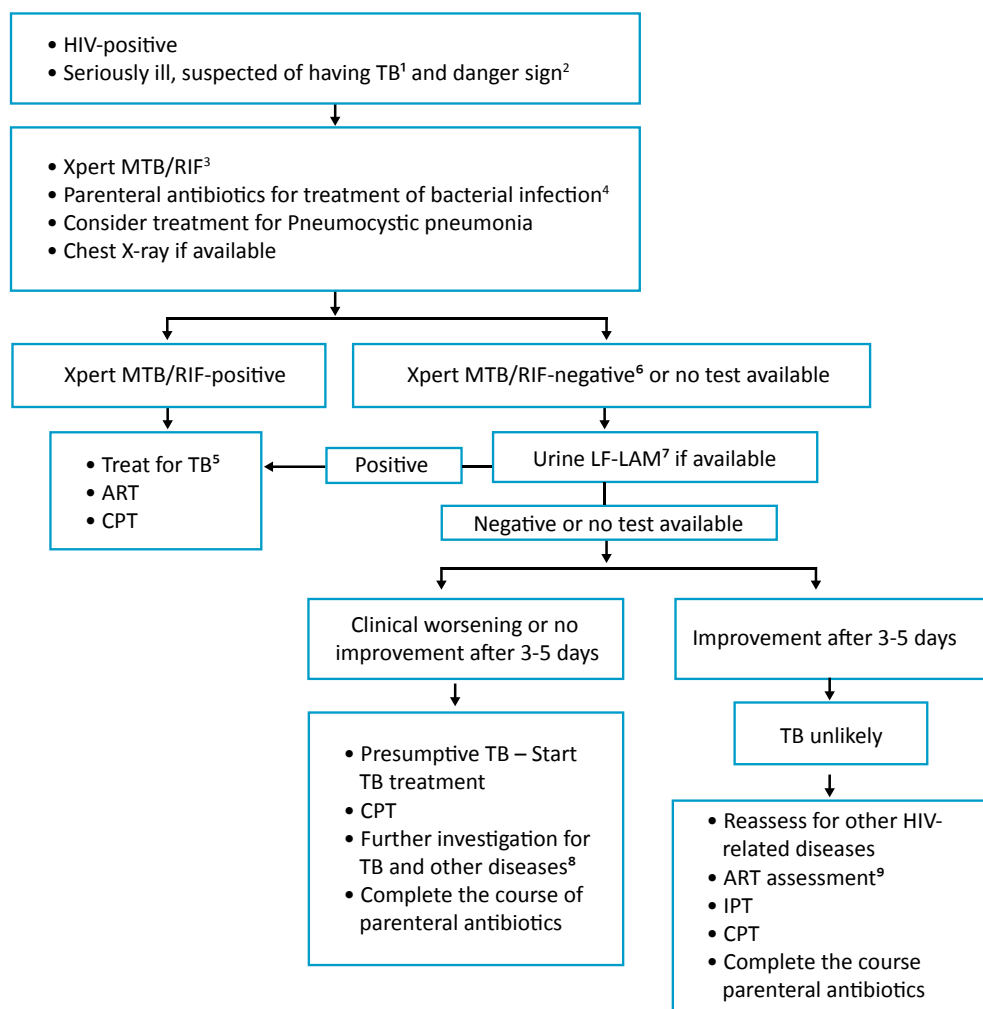 • HIV-positive
• Seriously ill, suspected of having TB¹ and danger sign²
• Xpert MTB/RIF³
• Parenteral antibiotics for treatment of bacterial infection⁴
• Consider treatment for Pneumocystic pneumonia
• Chest X-ray if available
Xpert MTB/RIF-positive
Xpert MTB/RIF-negative⁶ or no test available
• Treat for TB⁵
• ART
• CPT
Positive
Urine LF-LAM⁷ if available
Negative or no test available
Clinical worsening or no
improvement after 3-5 days
Improvement after 3-5 days
• Presumptive TB – Start
TB treatment
• CPT
• Further investigation for
TB and other diseases⁸
• Complete the course of
parenteral antibiotics
TB unlikely
• Reassess for other HIV-
related diseases
• ART assessment⁹
• IPT
• CPT
• Complete the course
parenteral antibiotics